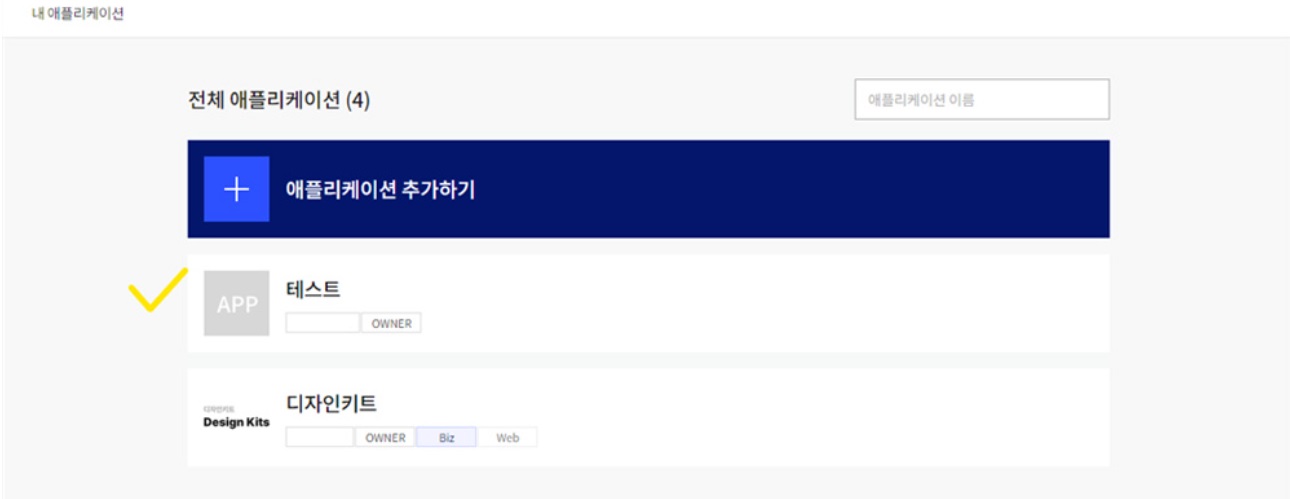 내 애플리케이션
전체 애플리케이션 (4)
애플리케이션 이름
애플리케이션 추가하기
APP
테스트
OWNER
디자인키트
Design Kits
디자인키트
OWNER Biz Web